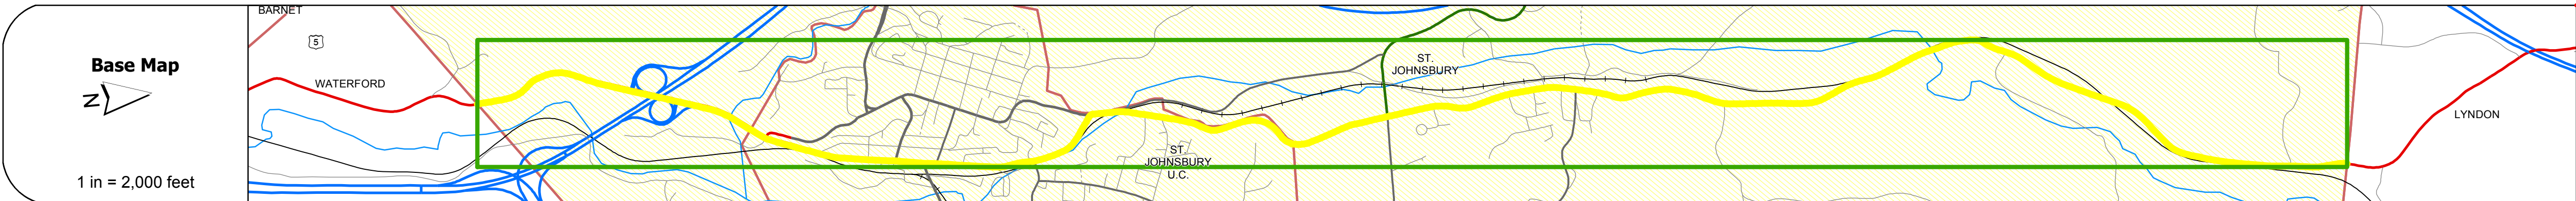 Base Map
N
1 in = 2,000 feet
BARNET
5
WATERFORD
ST.
JOHNSBURY
ST.
JOHNSBURY
U.C.
LYNDON